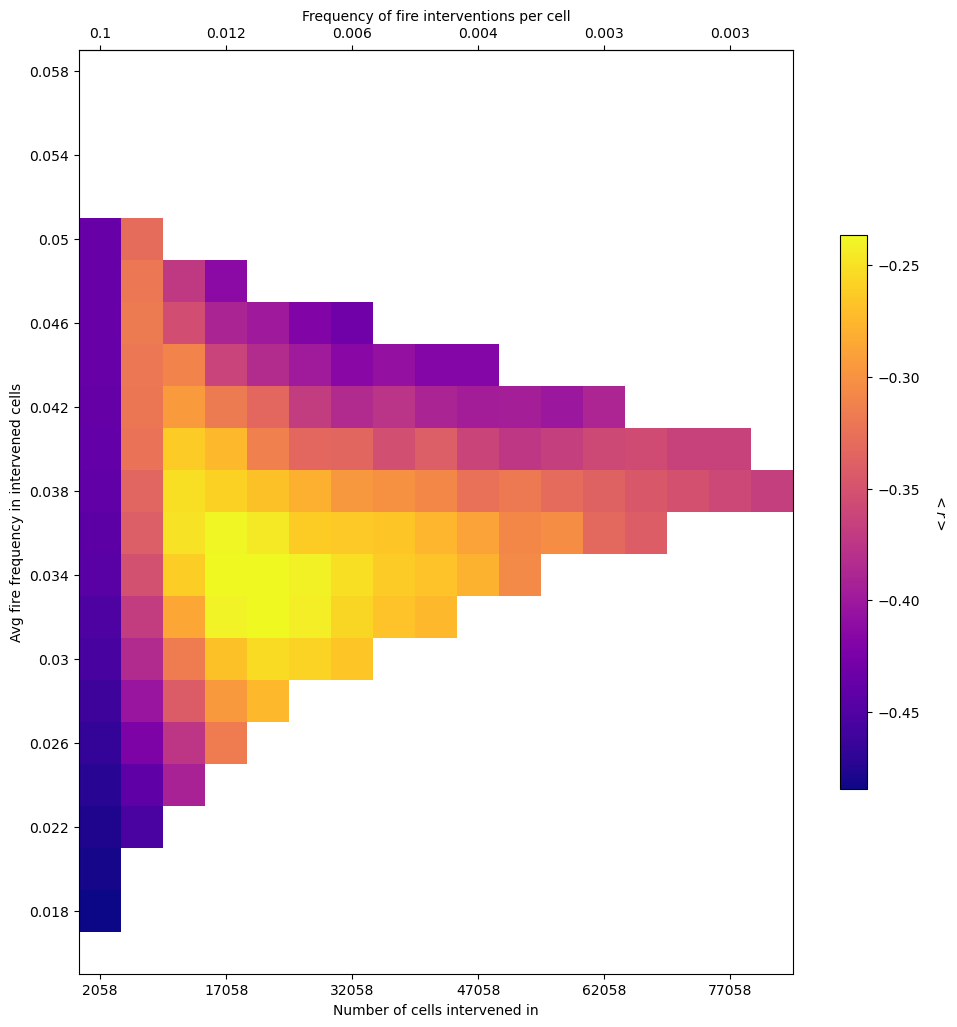 Frequency of fire interventions per cell
0.1 0.012 0.006 0.004 0.003 0.003
0.058
0.054
0.05
0.046
0.042
0.038
0.034
0.03
0.026
0.022
0.018
Avg fire frequency in intervened cells
2058 17058 32058 47058 62058 77058
Number of cells intervened in
−0.25
−0.30
−0.35
−0.40
−0.45
< r >